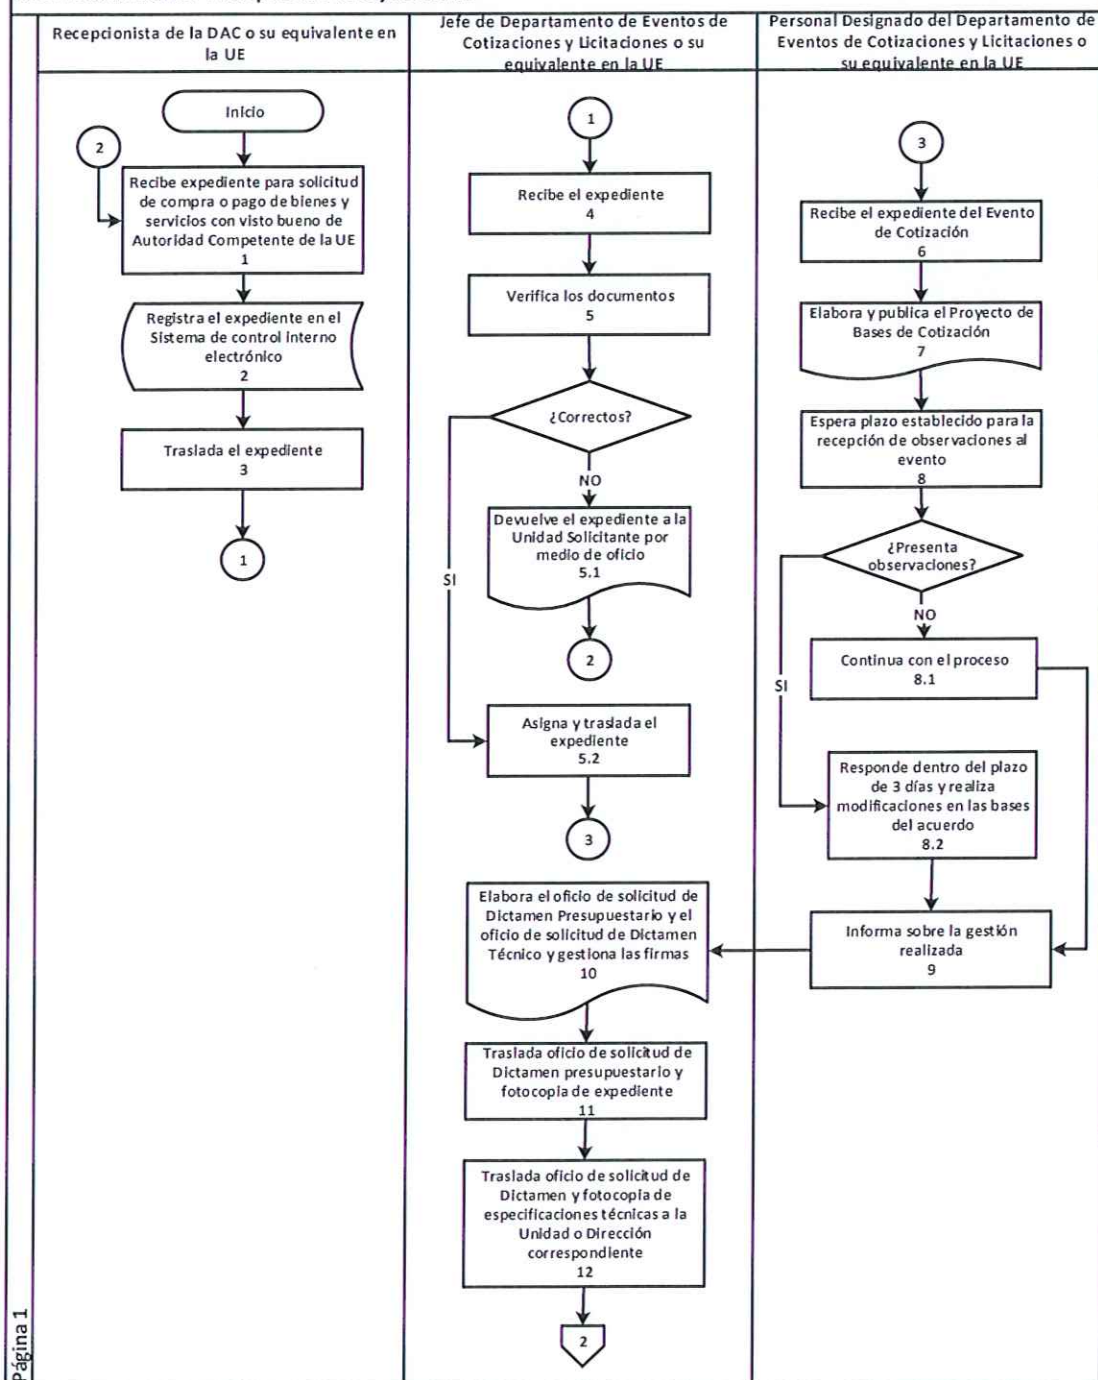 Recepcionista de la DAC o su equivalente en
la UE
Jefe de Departamento de Eventos de
Cotizaciones y Licitaciones o su
equivalente en la UE
Personal Designado del Departamento de
Eventos de Cotizaciones y Licitaciones o
su equivalente en la UE
Inicio
2
Recibe expediente para solicitud
de compra o pago de bienes y
servicios con visto bueno de
Autoridad Competente de la UE
1
Registra el expediente en el
Sistema de control interno
electrónico
2
Traslada el expediente
3
1
1
Recibe el expediente
4
Verifica los documentos
5
¿Correctos?
NO
Devuelve el expediente a la
Unidad Solicitante por
medio de oficio
5.1
SI
2
Asigna y traslada el
expediente
5.2
3
Elabora el oficio de solicitud de
Dictamen Presupuestario y el
oficio de solicitud de Dictamen
Técnico y gestiona las firmas
10
Traslada oficio de solicitud de
Dictamen presupuestario y
fotocopia de expediente
11
Traslada oficio de solicitud de
Dictamen y fotocopia de
especificaciones técnicas a la
Unidad o Dirección
correspondiente
12
2
3
Recibe el expediente del Evento
de Cotización
6
Elabora y publica el Proyecto de
Bases de Cotización
7
Espera plazo establecido para la
recepción de observaciones al
evento
8
¿Presenta
observaciones?
NO
Continua con el proceso
8.1
SI
Responde dentro del plazo
de 3 días y realiza
modificaciones en las bases
del acuerdo
8.2
Informa sobre la gestión
realizada
9
Página 1